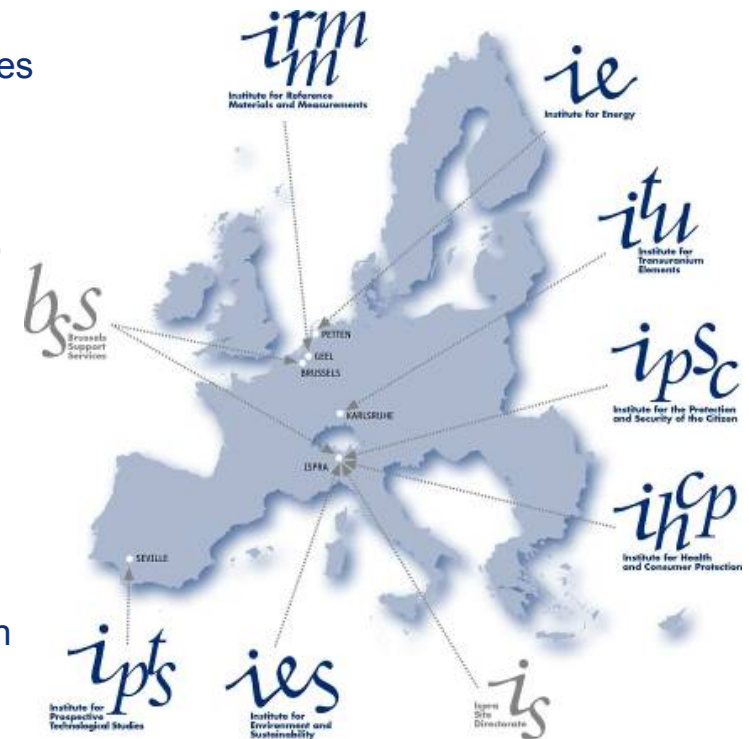 es
irmm
Institute for Reference
Materials and Measurements
ie
Institute for Energy
itu
Institute for
Transuranium
Elements
bss
Brussels
Support
Services
PETTEN
GEEL
BRUSSELS
ipsc
Institute for the Protection
and Security of the Citizen
KARLSRUHE
ISPRA
ihcp
Institute for Health
and Consumer Protection
SEVILLE
n
ipts
Institute for
Prospective
Technological Studies
ies
Institute for
Environment and
Sustainability
is
Ispra
Site
Directorate